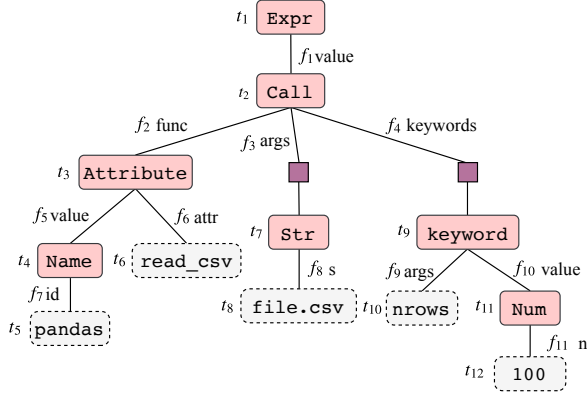 t1 Expr
f1 value
t2 Call
f2 func
f3 args
f4 keywords
t3 Attribute
f5 value
f6 attr
t7 Str
t9 keyword
t4 Name
t6 read_csv
f8 s
f9 args
f10 value
f7 id
t8 file.csv
t10 nrows
t11 Num
t5 pandas
f11 n
t12 100